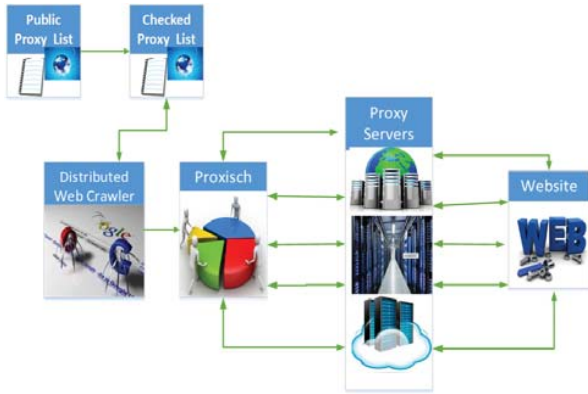 Public
Proxy List
Checked
Proxy List
Proxy
Servers
Distributed
Web Crawler
Proxisch
Website
WEB